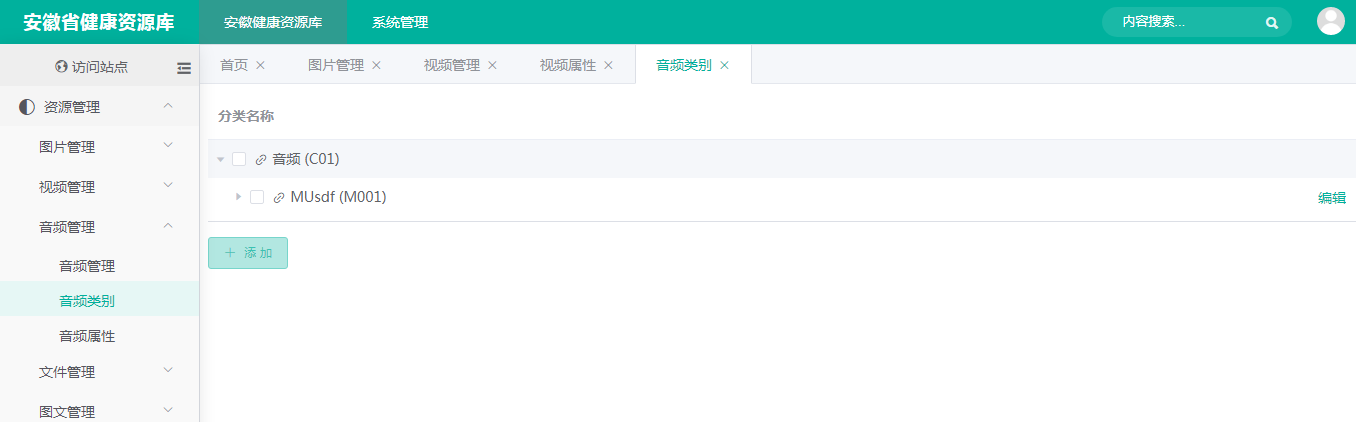 安徽省健康资源库
安徽健康资源库
系统管理
内容搜索...
访问站点
首页
图片管理
视频管理
视频属性
音频类别
资源管理
图片管理
视频管理
音频管理
音频管理
音频类别
音频属性
文件管理
图文管理
分类名称
音频 (C01)
MUsdf (M001)
编辑
添 加